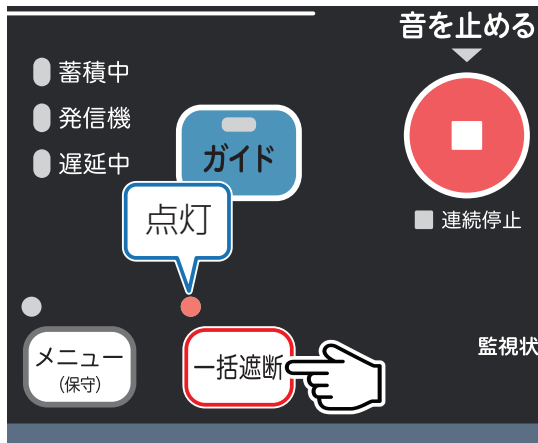 音を止める
蓄積中
発信機
遅延中
ガイド
連続停止
点灯
メニュー
(保守)
一括遮断
監視状